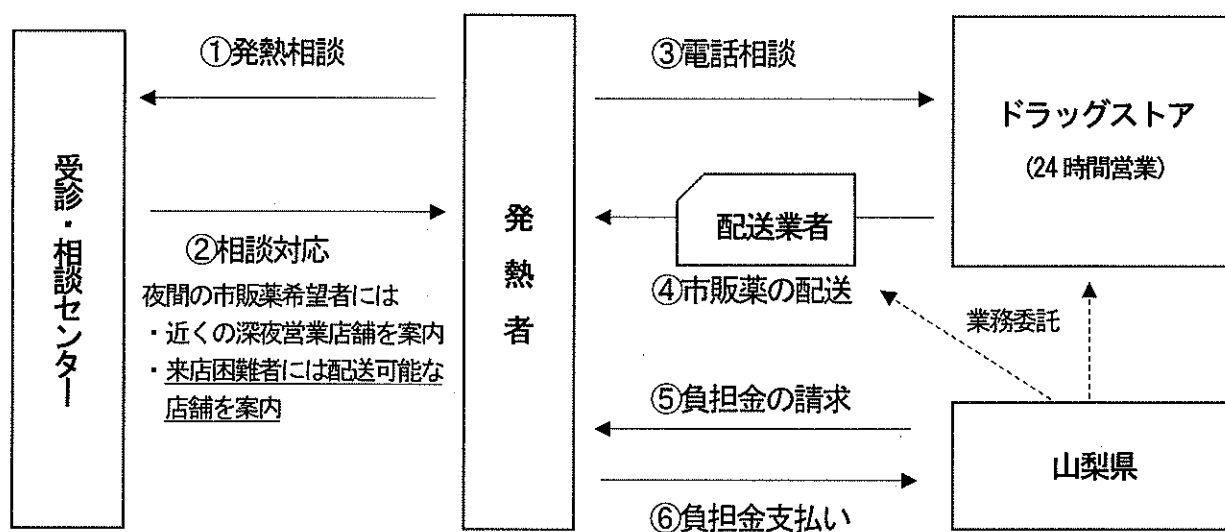 ①発熱相談
③電話相談
ドラッグストア
(24時間営業)
受診・相談センター
発熱者
配送業者
②相談対応
夜間の市販薬希望者には
・近くの深夜営業店舗を案内
・来店困難者には配送可能な
店舗を案内
④市販薬の配送
業務委託
⑤負担金の請求
山梨県
⑥負担金支払い